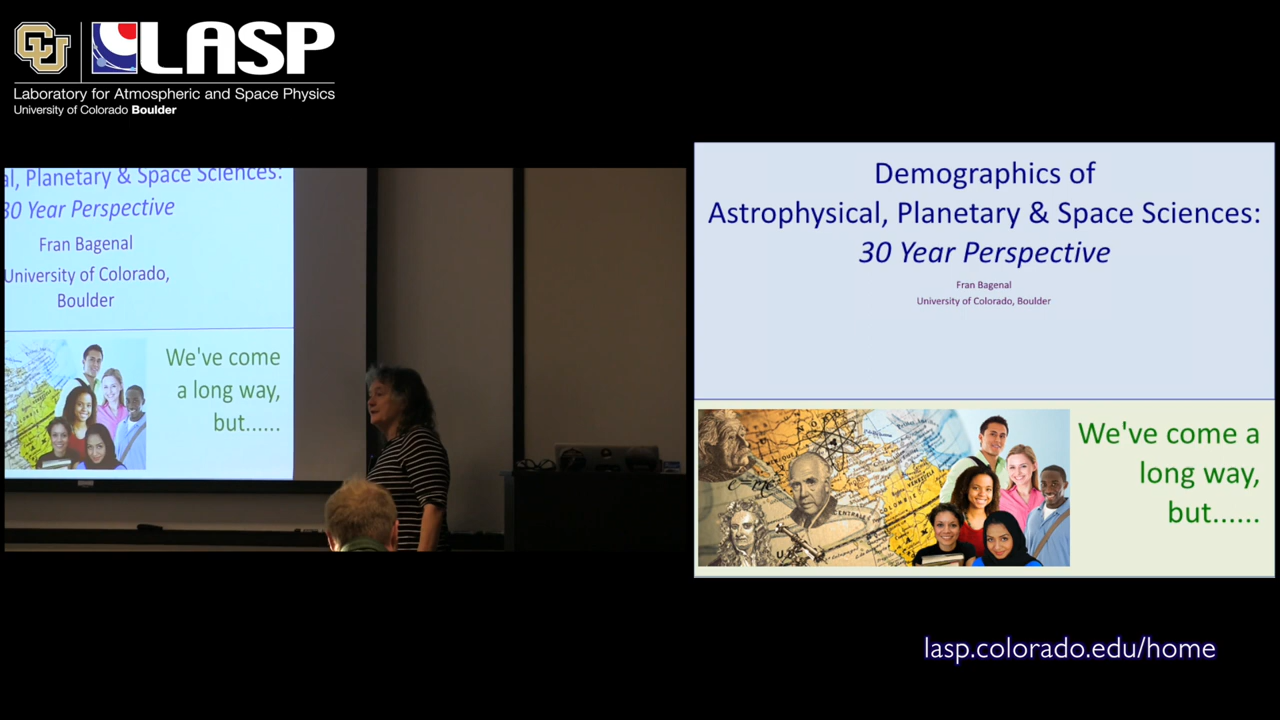 CU
LASP
Laboratory for Atmospheric and Space Physics
University of Colorado Boulder
al, Planetary & Space Sciences:
30 Year Perspective
Fran Bagenal
University of Colorado,
Boulder
We've come
a long way,
but......
Demographics of
Astrophysical, Planetary & Space Sciences:
30 Year Perspective
Fran Bagenal
University of Colorado, Boulder
We've come a
long way,
but......
lasp.colorado.edu/home